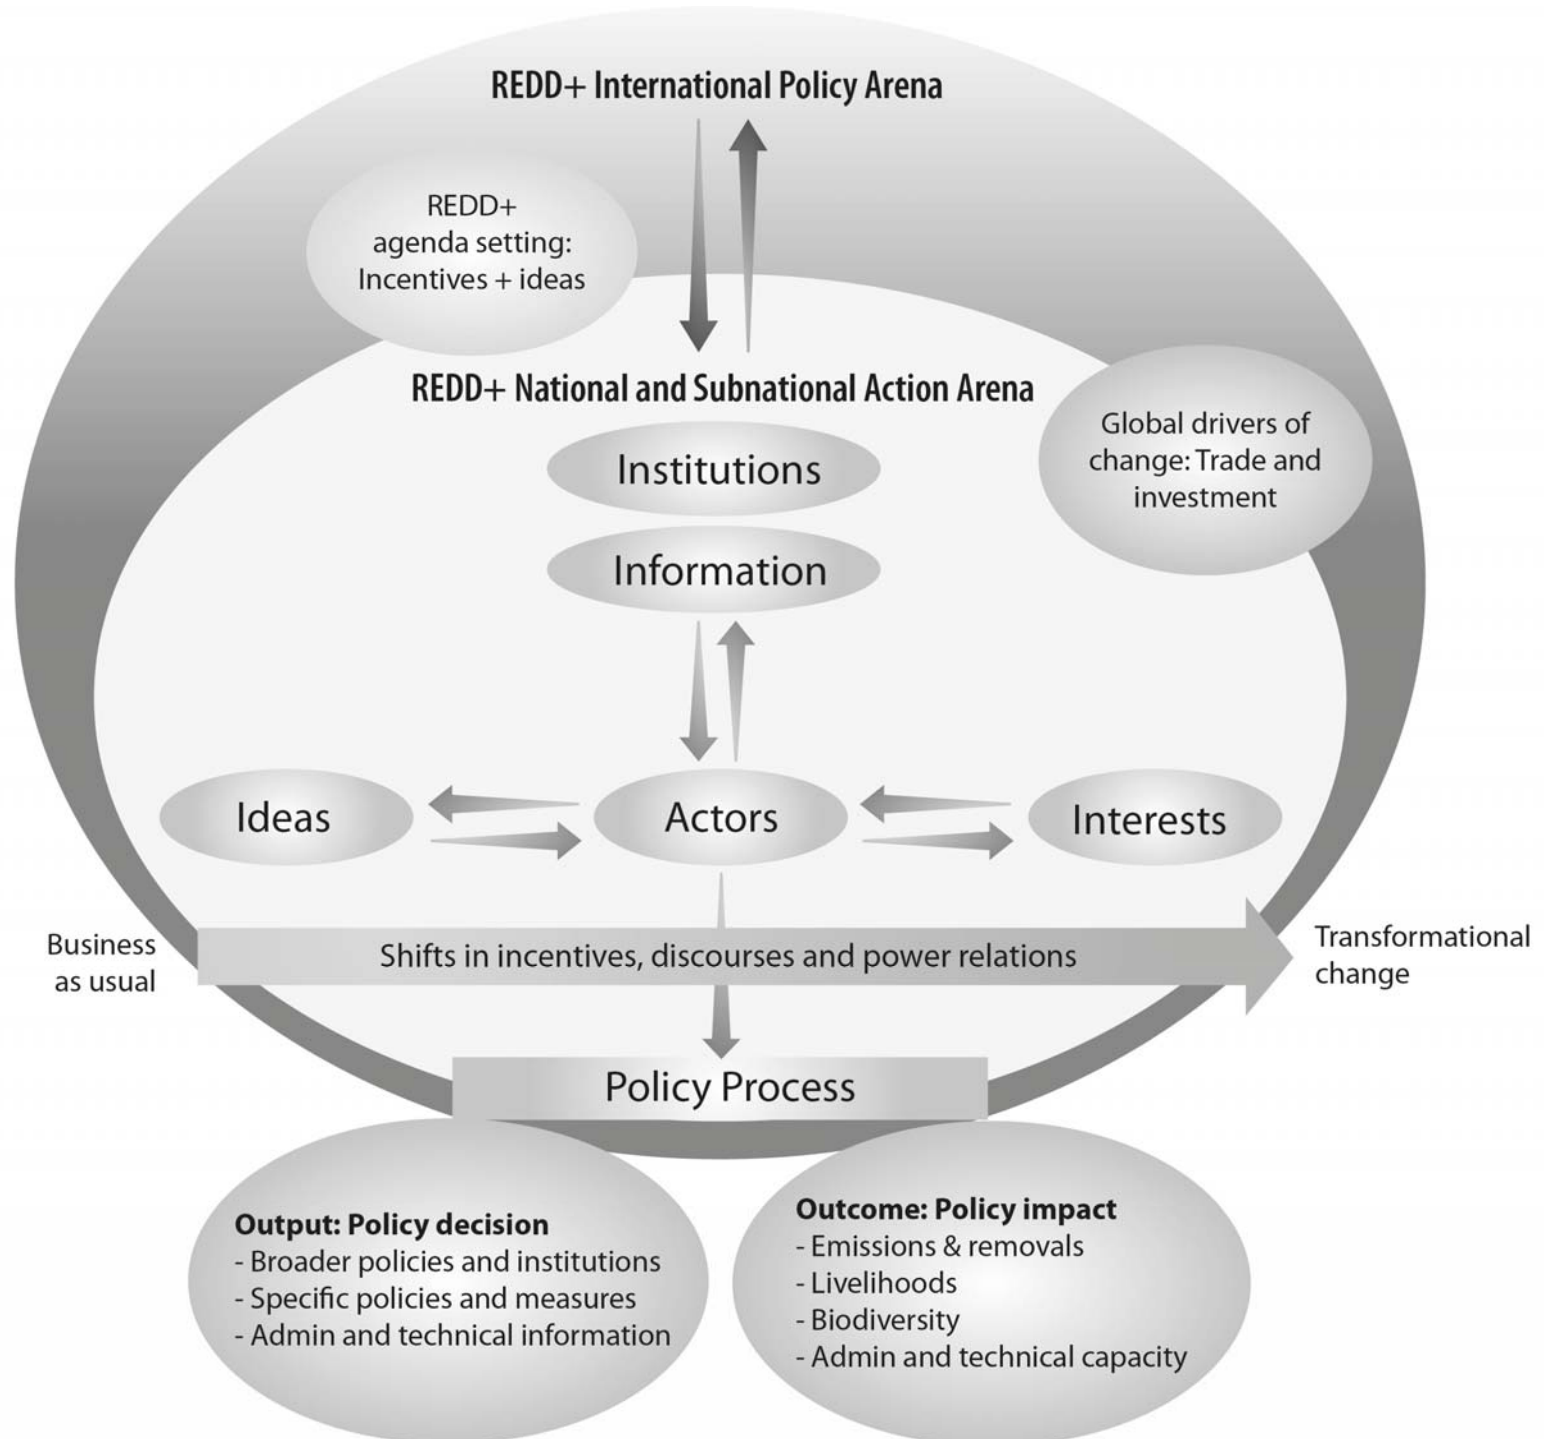 REDD+ International Policy Arena
REDD+
agenda setting:
Incentives + ideas
REDD+ National and Subnational Action Arena
Global drivers of
change: Trade and
investment
Institutions
Information
Ideas
Actors
Interests
Business
as usual
Shifts in incentives, discourses and power relations
Transformational
change
Policy Process
Output: Policy decision
- Broader policies and institutions
- Specific policies and measures
- Admin and technical information
Outcome: Policy impact
- Emissions & removals
- Livelihoods
- Biodiversity
- Admin and technical capacity